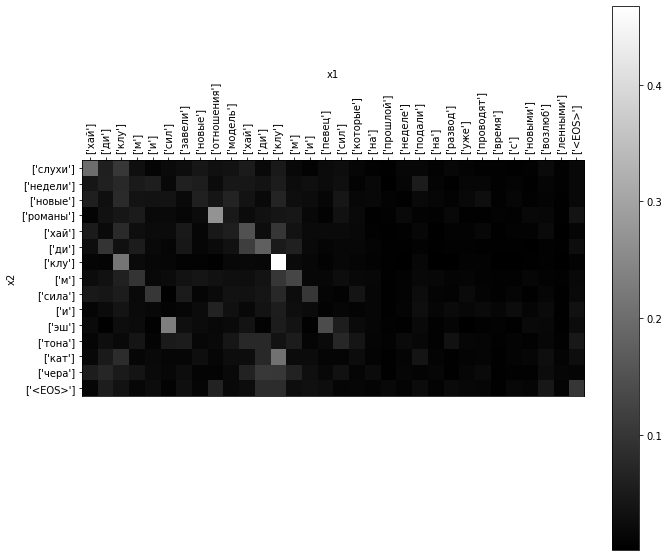 x1
['хай']
['ди']
['клу']
['м']
['и']
['сил']
['завели']
['новые']
['отношения']
['модель']
['хай']
['ди']
['клу']
['м']
['и']
['певец']
['сил']
['которые']
['на']
['прошлой']
['неделе']
['подали']
['на']
['развод']
['уже']
['проводят']
['время']
['с']
['новыми']
['возлюб']
['ленными']
['<EOS>']
x2
['слухи']
['недели']
['новые']
['романы']
['хай']
['ди']
['клу']
['м']
['сила']
['и']
['эш']
['тона']
['кат']
['чера']
['<EOS>']
0.4
0.3
0.2
0.1